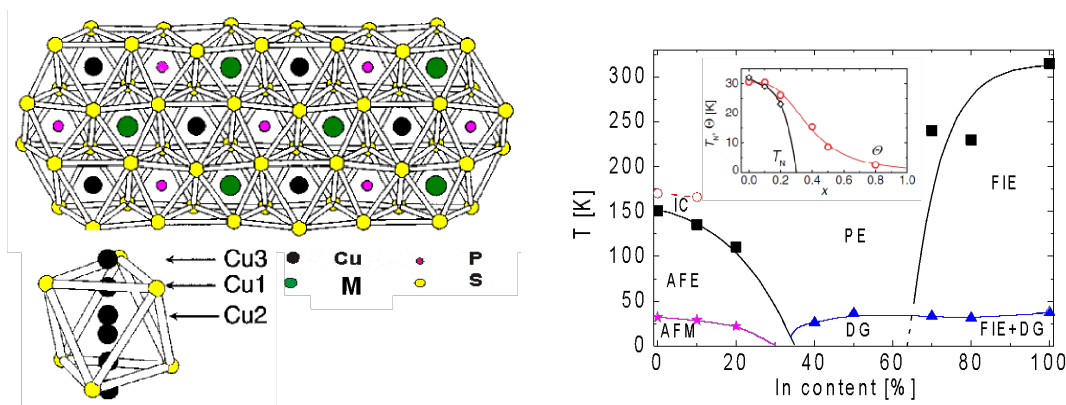 Cu3
Cu1
Cu2
Cu
P
M
S
T [K]
300
250
200
150
100
50
0
IC
AFE
AFM
PE
DG
FIE
FIE+DG
0
20
40
60
80
100
In content [%]
T_N, Θ [K]
30
20
10
0
T_N
Θ
0.0
0.2
0.4
0.6
0.8
1.0
x